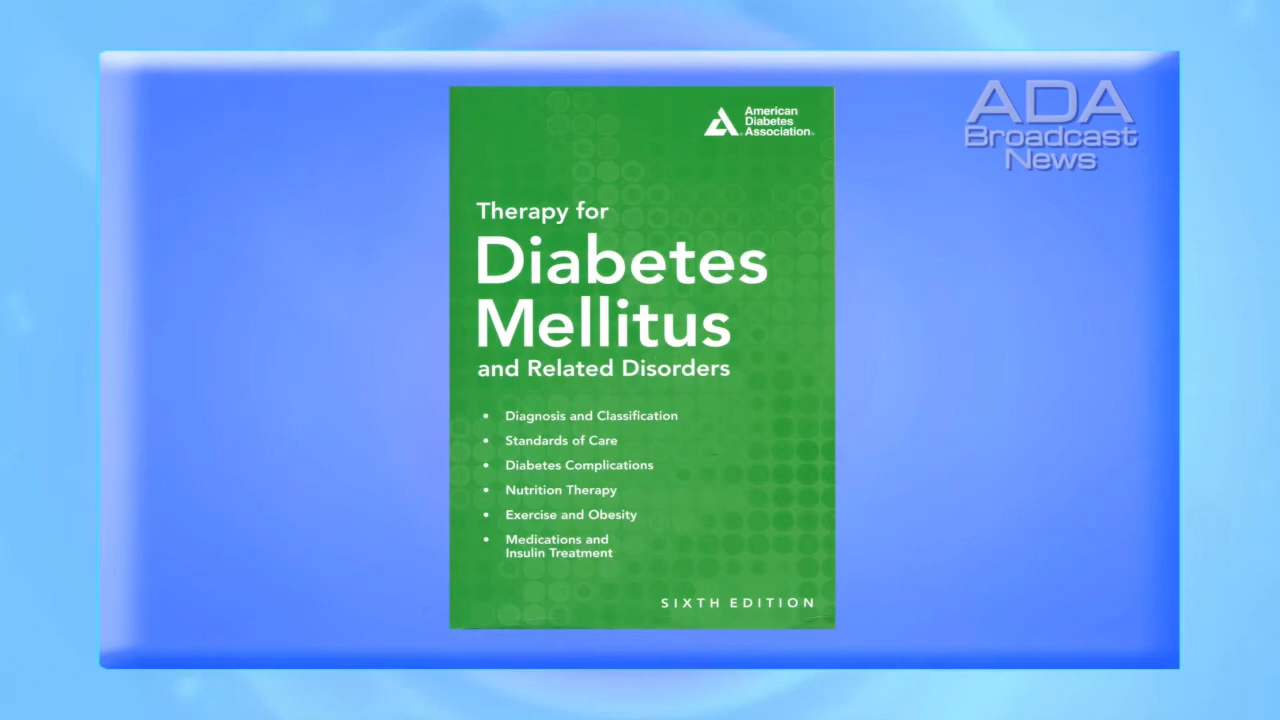 ADA
Broadcast
News
American
Diabetes
Association®
Therapy for
Diabetes
Mellitus
and Related Disorders
• Diagnosis and Classification
• Standards of Care
• Diabetes Complications
• Nutrition Therapy
• Exercise and Obesity
• Medications and
Insulin Treatment
SIXTH EDITION